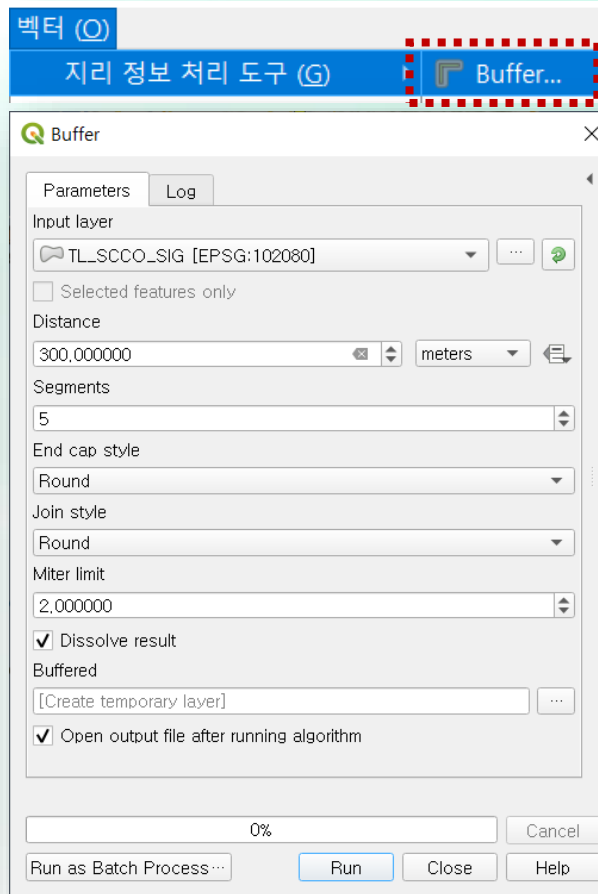 벡터 (O)
지리 정보 처리 도구 (G) Buffer...
Buffer
Parameters Log
Input layer
TL_SCCO_SIG [EPSG:102080] ...
Selected features only
Distance
300,000000 meters
Segments
5
End cap style
Round
Join style
Round
Miter limit
2,000000
Dissolve result
Buffered
[Create temporary layer] ...
Open output file after running algorithm
0% Cancel
Run as Batch Process... Run Close Help